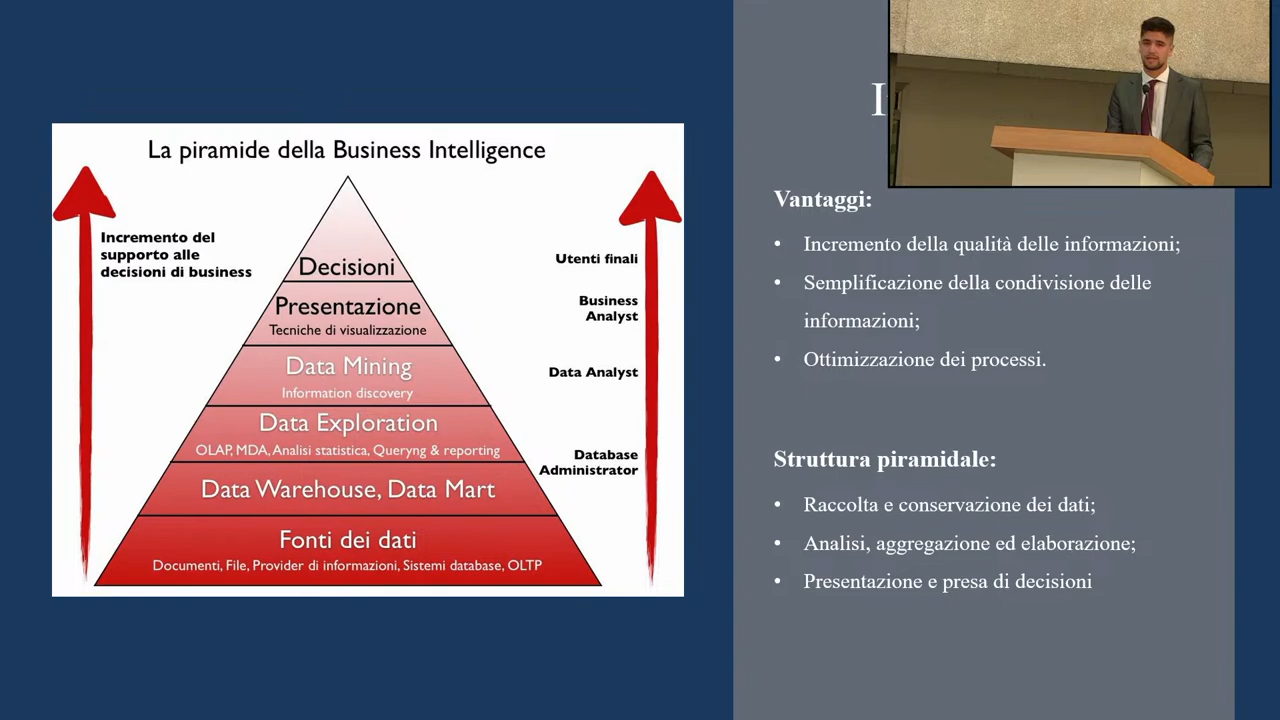 La piramide della Business Intelligence
Incremento del
supporto alle
decisioni di business
Decisioni
Presentazione
Tecniche di visualizzazione
Data Mining
Information discovery
Data Exploration
OLAP, MDA, Analisi statistica, Queryng & reporting
Data Warehouse, Data Mart
Fonti dei dati
Documenti, File, Provider di informazioni, Sistemi database, OLTP
Utenti finali
Business
Analyst
Data Analyst
Database
Administrator
Vantaggi:
• Incremento della qualità delle informazioni;
• Semplificazione della condivisione delle
informazioni;
• Ottimizzazione dei processi.
Struttura piramidale:
• Raccolta e conservazione dei dati;
• Analisi, aggregazione ed elaborazione;
• Presentazione e presa di decisioni